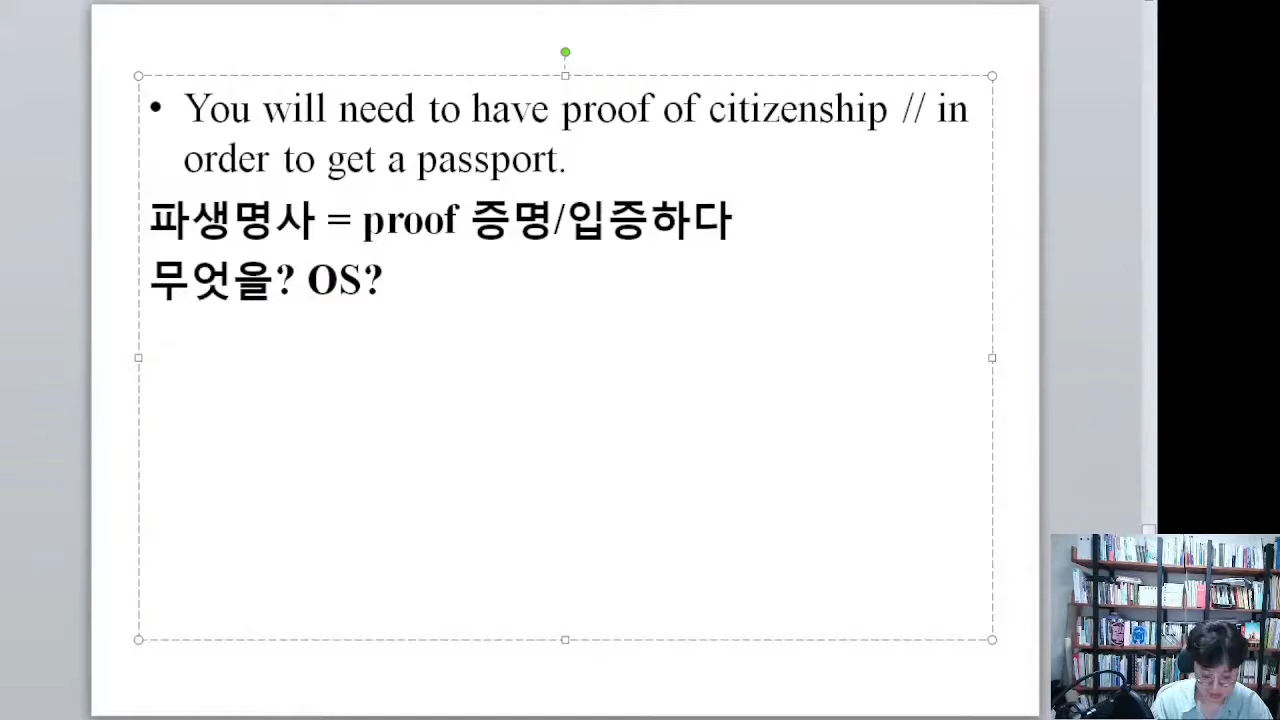 • You will need to have proof of citizenship // in
order to get a passport.
파생명사 = proof 증명/입증하다
무엇을? OS?